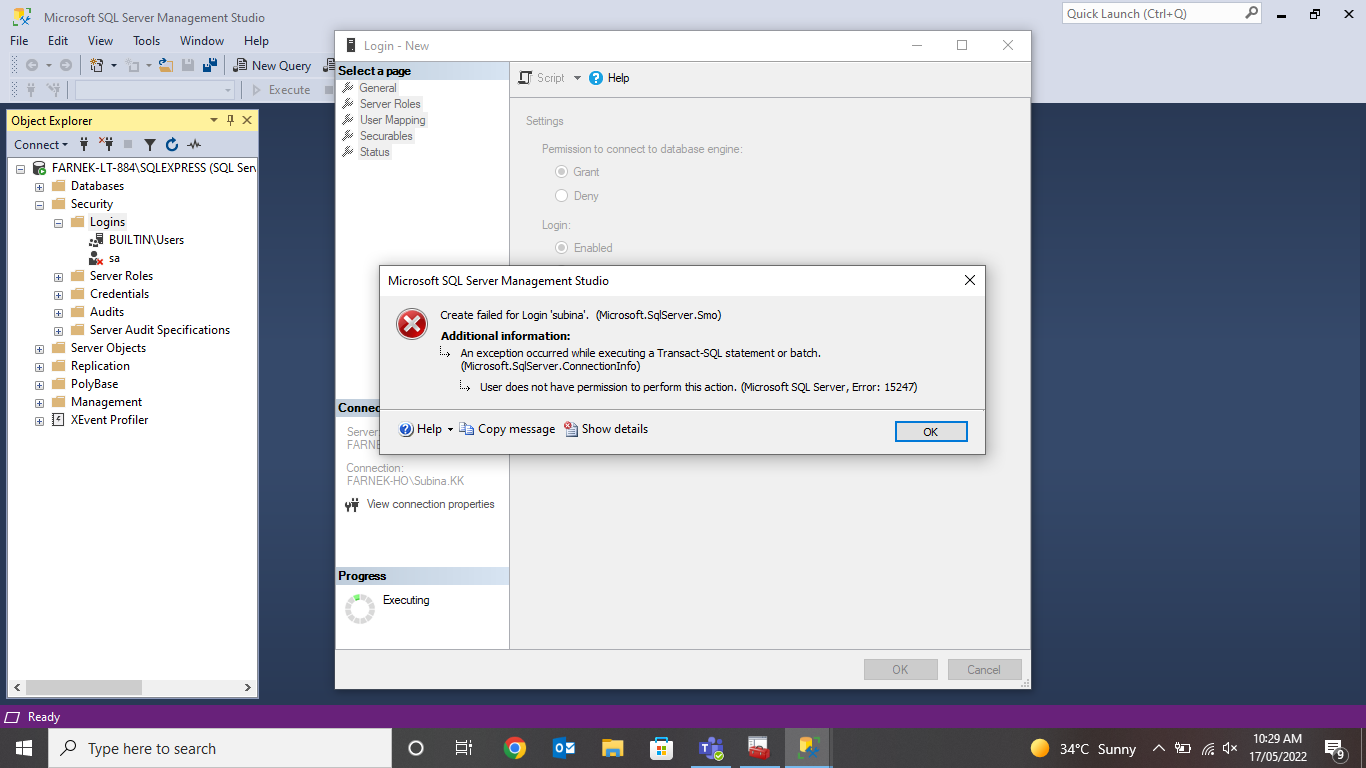 Microsoft SQL Server Management Studio
Quick Launch (Ctrl+Q)
File Edit View Tools Window Help
New Query
Execute
Object Explorer
Connect
FARNEK-LT-884\SQLEXPRESS (SQL Ser
Databases
Security
Logins
BUILTIN\Users
sa
Server Roles
Credentials
Audits
Server Audit Specifications
Server Objects
Replication
PolyBase
Management
XEvent Profiler
Login - New
Select a page
General
Server Roles
User Mapping
Securables
Status
Script Help
Settings
Permission to connect to database engine:
Grant
Deny
Login:
Enabled
Microsoft SQL Server Management Studio
Create failed for Login 'subina'. (Microsoft.SqlServer.Smo)
Additional information:
An exception occurred while executing a Transact-SQL statement or batch.
(Microsoft.SqlServer.ConnectionInfo)
User does not have permission to perform this action. (Microsoft SQL Server, Error: 15247)
Help Copy message Show details
OK
Connec
Server:
FARNE
Connection:
FARNEK-HO\Subina.KK
View connection properties
Progress
Executing
OK Cancel
Ready
Type here to search
34°C Sunny
10:29 AM
17/05/2022
9